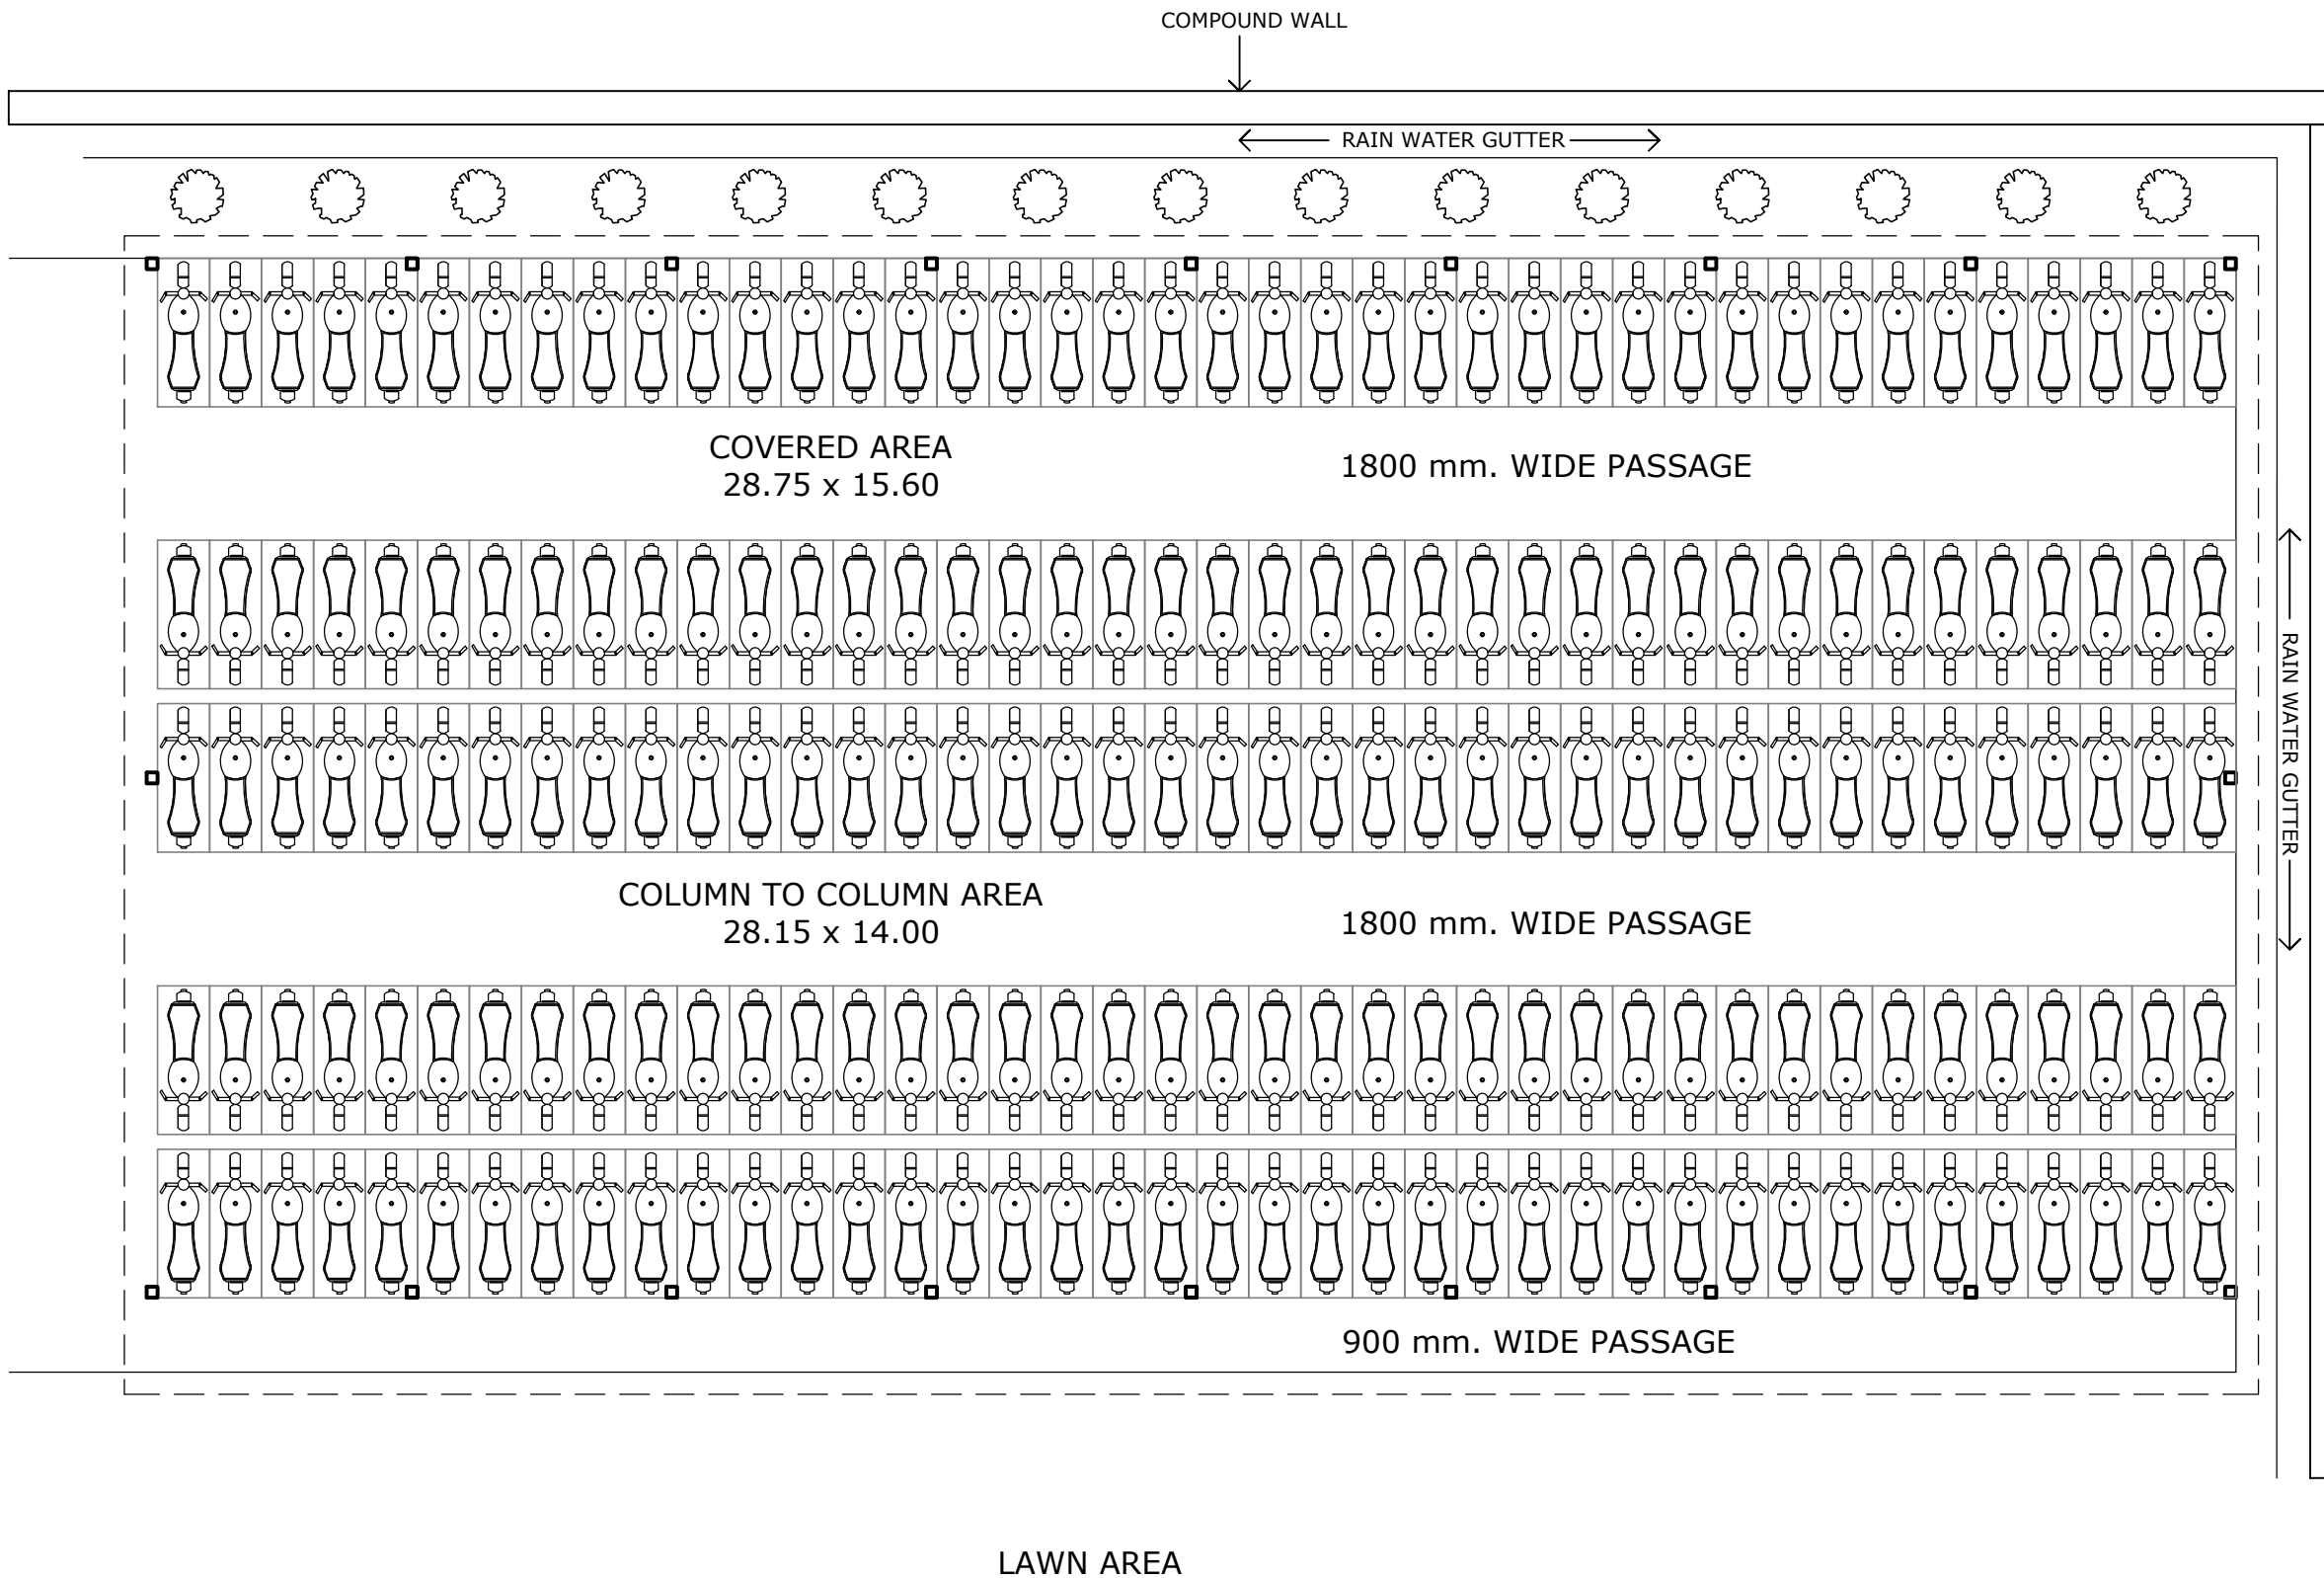 COMPOUND WALL
RAIN WATER GUTTER
COVERED AREA
28.75 x 15.60
1800 mm. WIDE PASSAGE
RAIN WATER GUTTER
COLUMN TO COLUMN AREA
28.15 x 14.00
1800 mm. WIDE PASSAGE
900 mm. WIDE PASSAGE
LAWN AREA